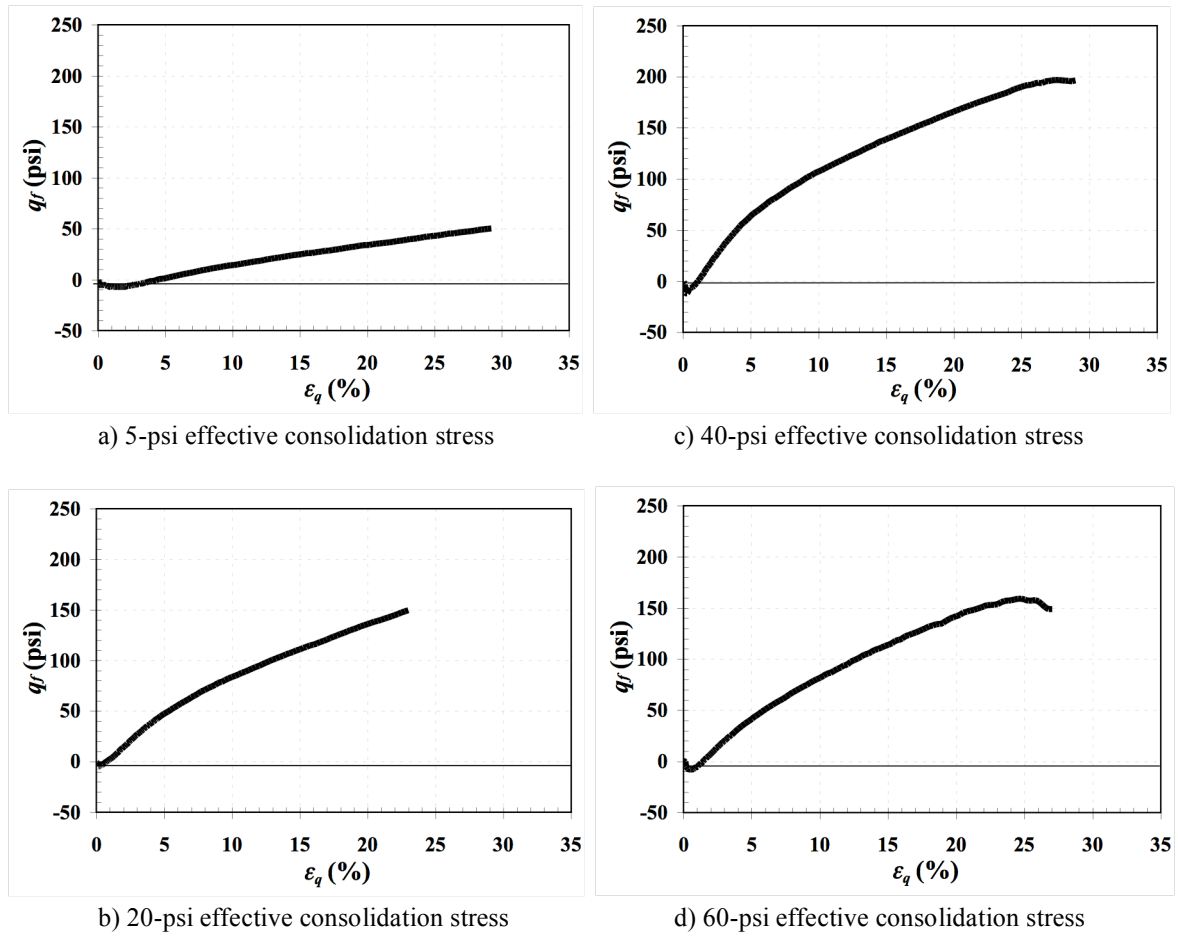 250
200
150
100
50
0
-50
qf (psi)
0 5 10 15 20 25 30 35
εq (%)
a) 5-psi effective consolidation stress
250
200
150
100
50
0
-50
qf (psi)
0 5 10 15 20 25 30 35
εq (%)
c) 40-psi effective consolidation stress
250
200
150
100
50
0
-50
qf (psi)
0 5 10 15 20 25 30 35
εq (%)
b) 20-psi effective consolidation stress
250
200
150
100
50
0
-50
qf (psi)
0 5 10 15 20 25 30 35
εq (%)
d) 60-psi effective consolidation stress